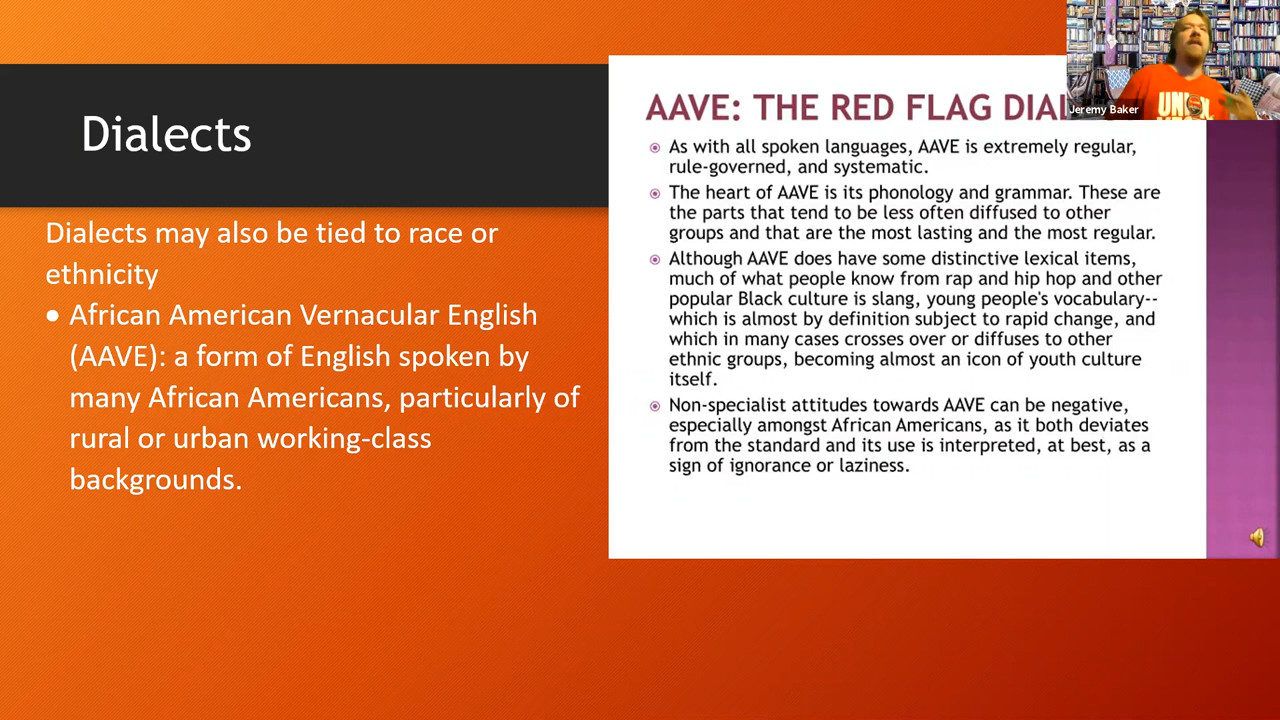 Dialects
Dialects may also be tied to race or
ethnicity
• African American Vernacular English
(AAVE): a form of English spoken by
many African Americans, particularly of
rural or urban working-class
backgrounds.
AAVE: THE RED FLAG
As with all spoken languages, AAVE is extremely regular,
rule-governed, and systematic.
The heart of AAVE is its phonology and grammar. These are
the parts that tend to be less often diffused to other
groups and that are the most lasting and the most regular.
Although AAVE does have some distinctive lexical items,
much of what people know from rap and hip hop and other
popular Black culture is slang, young people's vocabulary--
which is almost by definition subject to rapid change, and
which in many cases crosses over or diffuses to other
ethnic groups, becoming almost an icon of youth culture
itself.
Non-specialist attitudes towards AAVE can be negative,
especially amongst African Americans, as it both deviates
from the standard and its use is interpreted, at best, as a
sign of ignorance or laziness.
Jeremy Baker